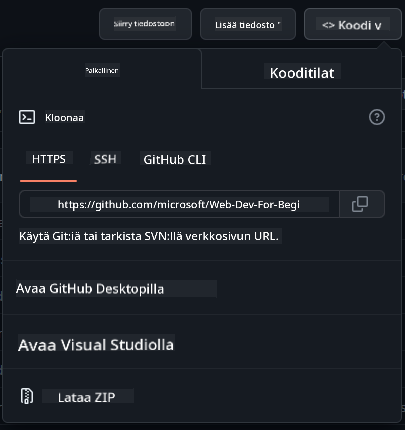 Siirry tiedostoon
Lisää tiedosto
<> Koodi v
Paikallinen
Kooditilat
Kloonaa
HTTPS
SSH
GitHub CLI
https://github.com/microsoft/Web-Dev-For-Begi
Käytä Git:iä tai tarkista SVN:llä verkkosivun URL.
Avaa GitHub Desktopilla
Avaa Visual Studiolla
Lataa ZIP